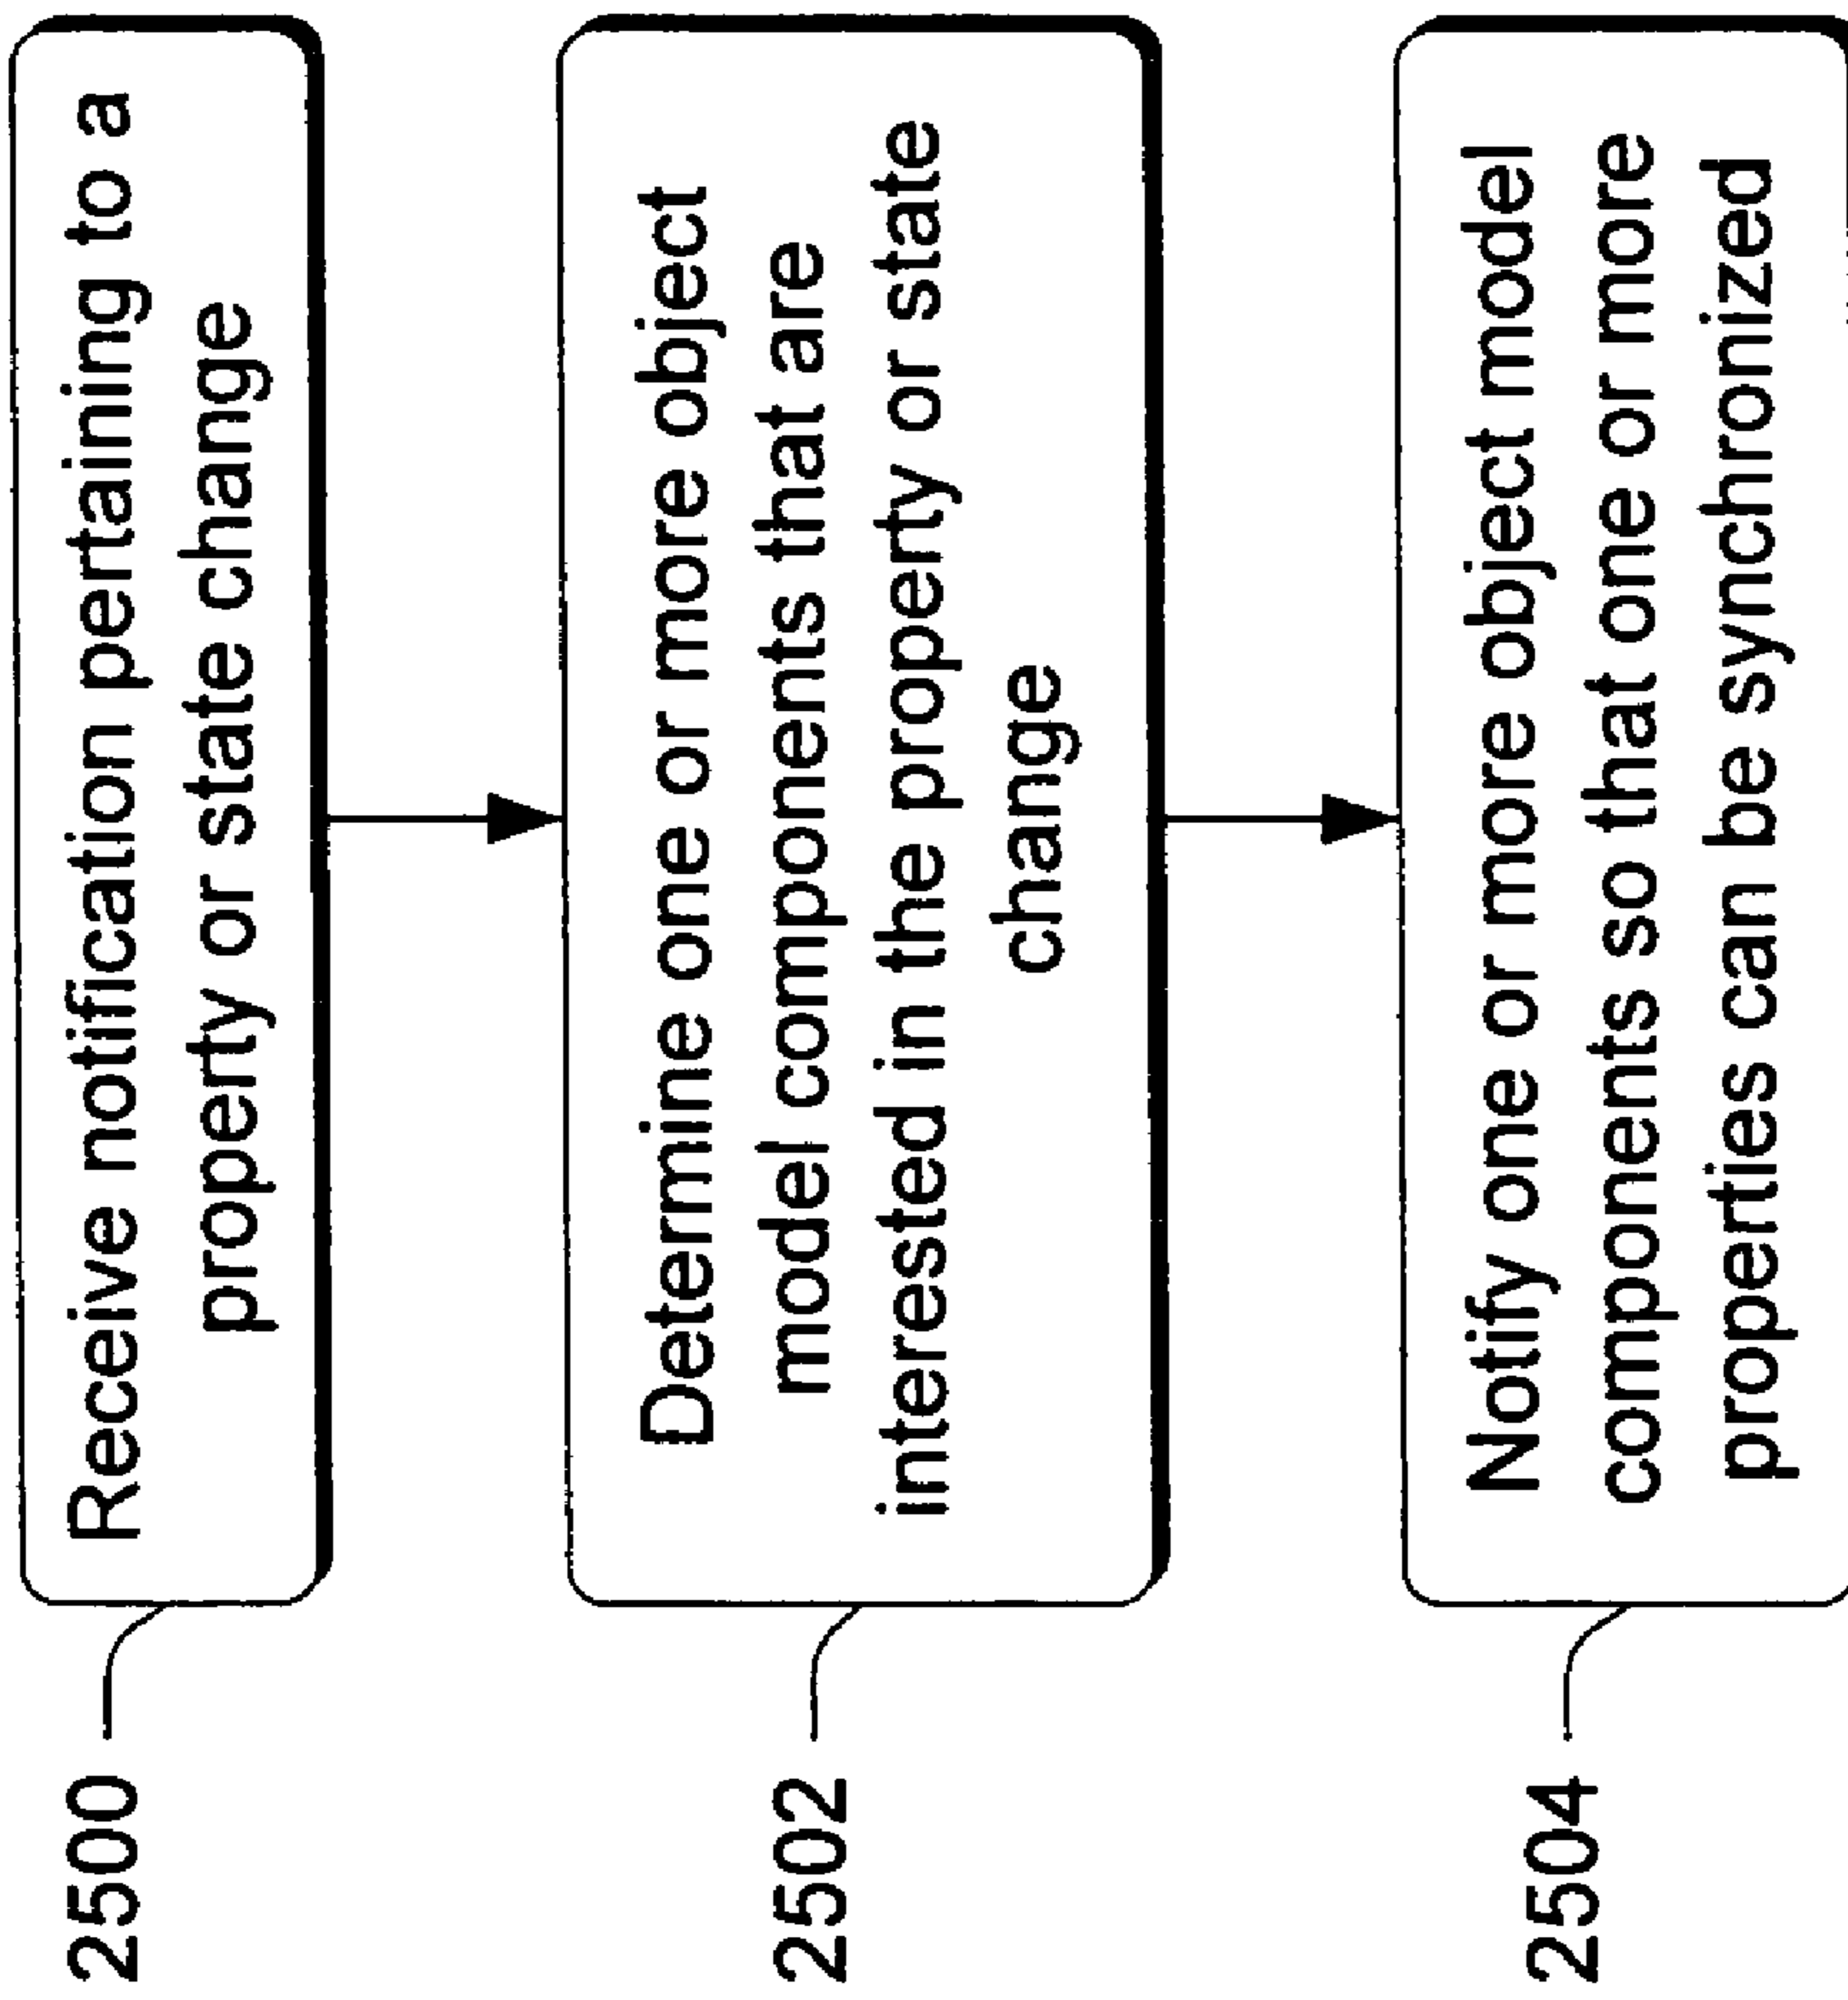 2500
Receive notification pertaining to a
property or state change
2502
Determine one or more object
model components that are
interested in the property or state
change
2504
Notify one or more object model
components so that one or more
properties can be synchronized